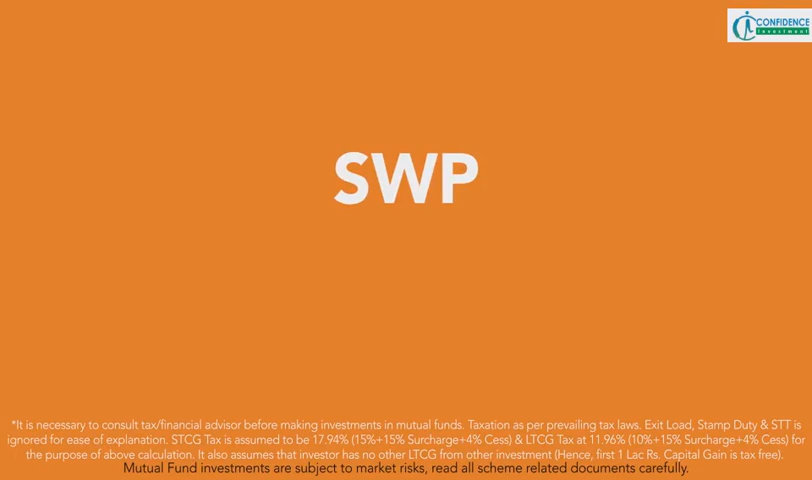 CONFIDENCE
Investment
SWP
*It is necessary to consult tax/financial advisor before making investments in mutual funds. Taxation as per prevailing tax laws. Exit Load, Stamp Duty & STT is
ignored for ease of explanation. STCG Tax is assumed to be 17.94% (15%+15% Surcharge+4% Cess) & LTCG Tax at 11.96% (10%+15% Surcharge+4% Cess) for
the purpose of above calculation. It also assumes that investor has no other LTCG from other investment (Hence, first 1 Lac Rs. Capital Gain is tax free).
Mutual Fund investments are subject to market risks, read all scheme related documents carefully.